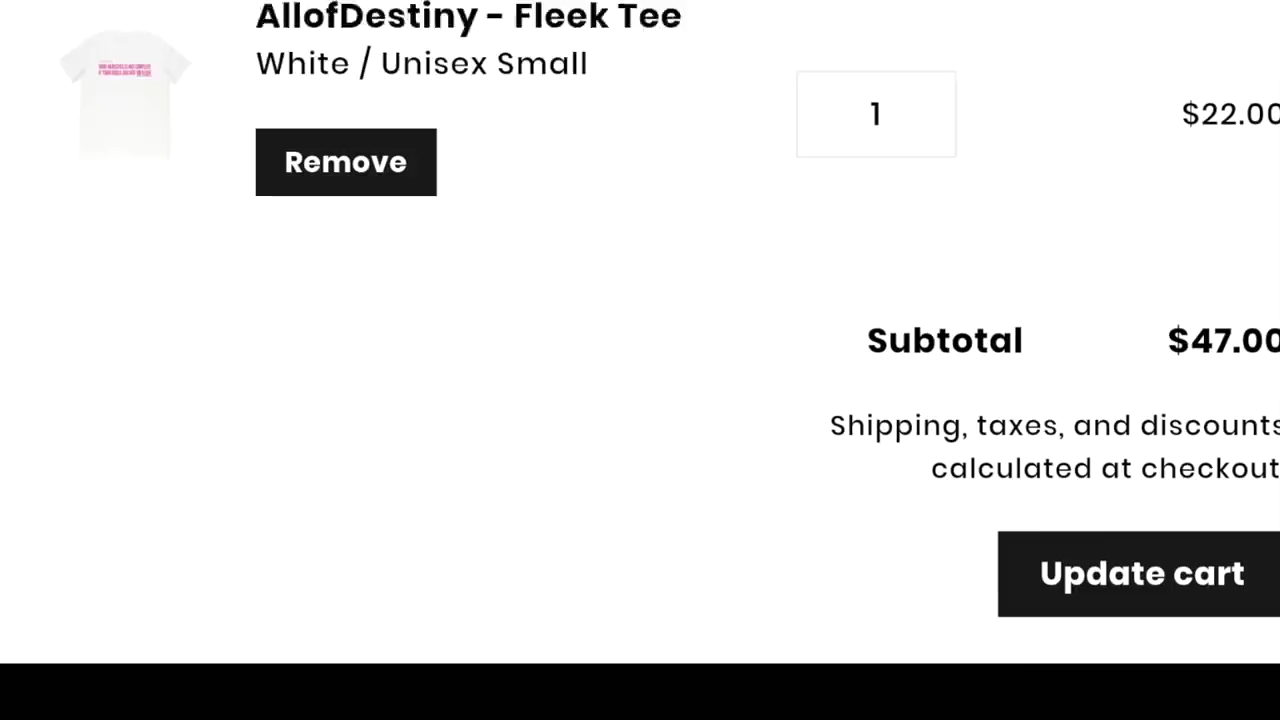 AllofDestiny - Fleek Tee
White / Unisex Small
1
$22.00
Remove
Subtotal
$47.00
Shipping, taxes, and discounts
calculated at checkout
Update cart